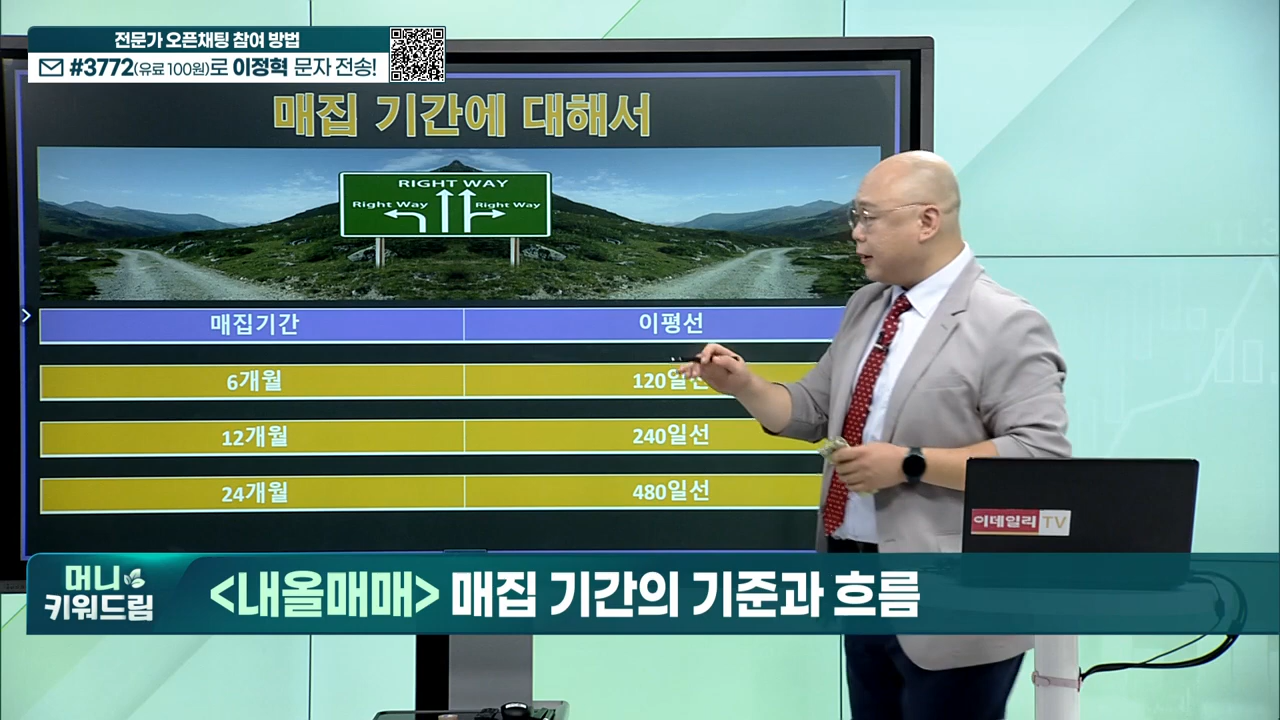 전문가 오픈채팅 참여 방법
#3772(유료 100원)로 이정혁 문자 전송!
매집 기간에 대해서
RIGHT WAY
Right Way
Right Way
매집기간 이평선
6개월 120일선
12개월 240일선
24개월 480일선
이데일리 TV
머니
키워드림
<내올매매> 매집 기간의 기준과 흐름